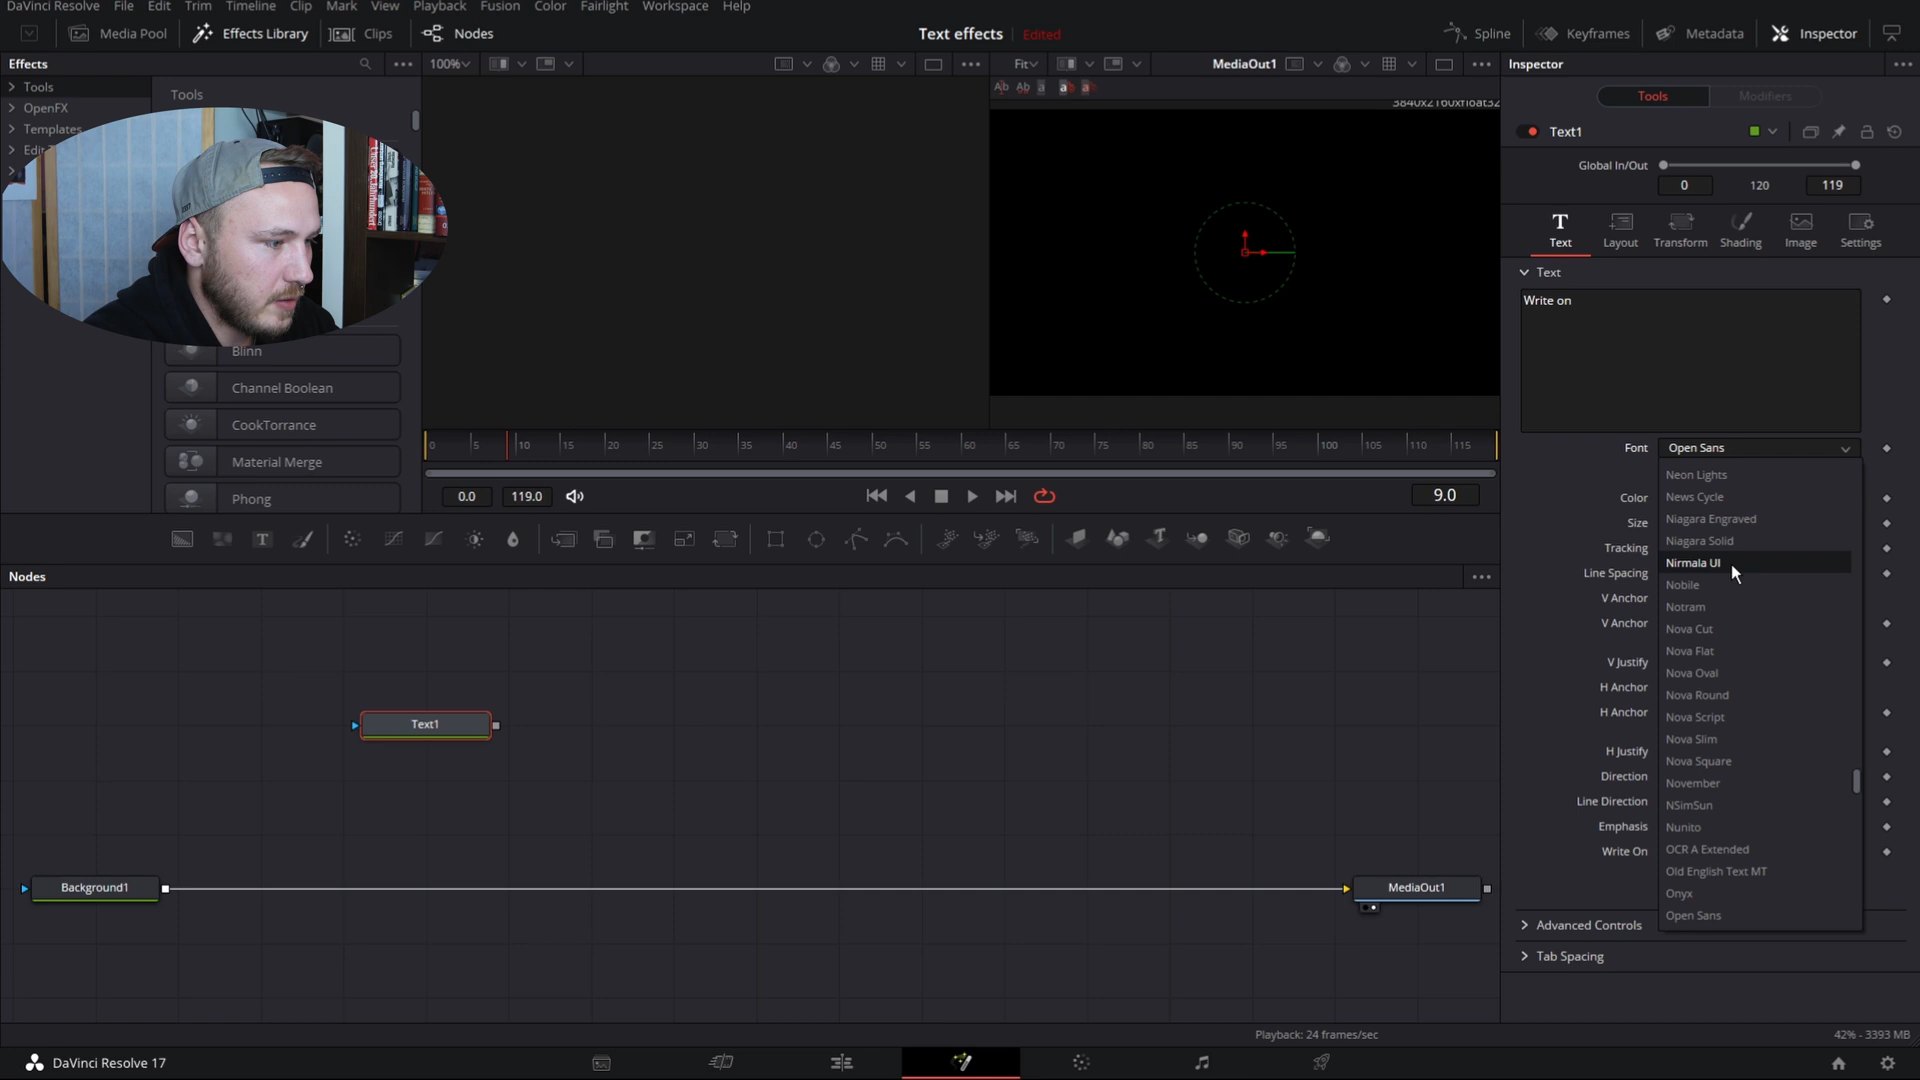 DaVinci Resolve File Edit Trim Timeline Clip Mark View Playback Fusion Color Fairlight Workspace Help
Media Pool Effects Library Clips Nodes Text effects Edited Spline Keyframes Metadata Inspector
Effects 100% Fit MediaOut1 Inspector
Tools
OpenFX
Templates
Tools
Blinn
Channel Boolean
CookTorrance
Material Merge
Phong
Tools Modifiers
Text1
Global In/Out
0 120 119
Text Layout Transform Shading Image Settings
Text
Write on
Font Open Sans
Color
Size
Tracking
Line Spacing
V Anchor
V Anchor
V Justify
H Anchor
H Anchor
H Justify
Direction
Line Direction
Emphasis
Write On
Neon Lights
News Cycle
Niagara Engraved
Niagara Solid
Nirmala UI
Nobile
Notram
Nova Cut
Nova Flat
Nova Oval
Nova Round
Nova Script
Nova Slim
Nova Square
November
NSimSun
Nunito
OCR A Extended
Old English Text MT
Onyx
Open Sans
Advanced Controls
Tab Spacing
0 5 10 15 20 25 30 35 40 45 50 55 60 65 70 75 80 85 90 95 100 105 110 115
0.0 119.0 9.0
Nodes
Text1
Background1 MediaOut1
Playback: 24 frames/sec 42% - 3393 MB
DaVinci Resolve 17